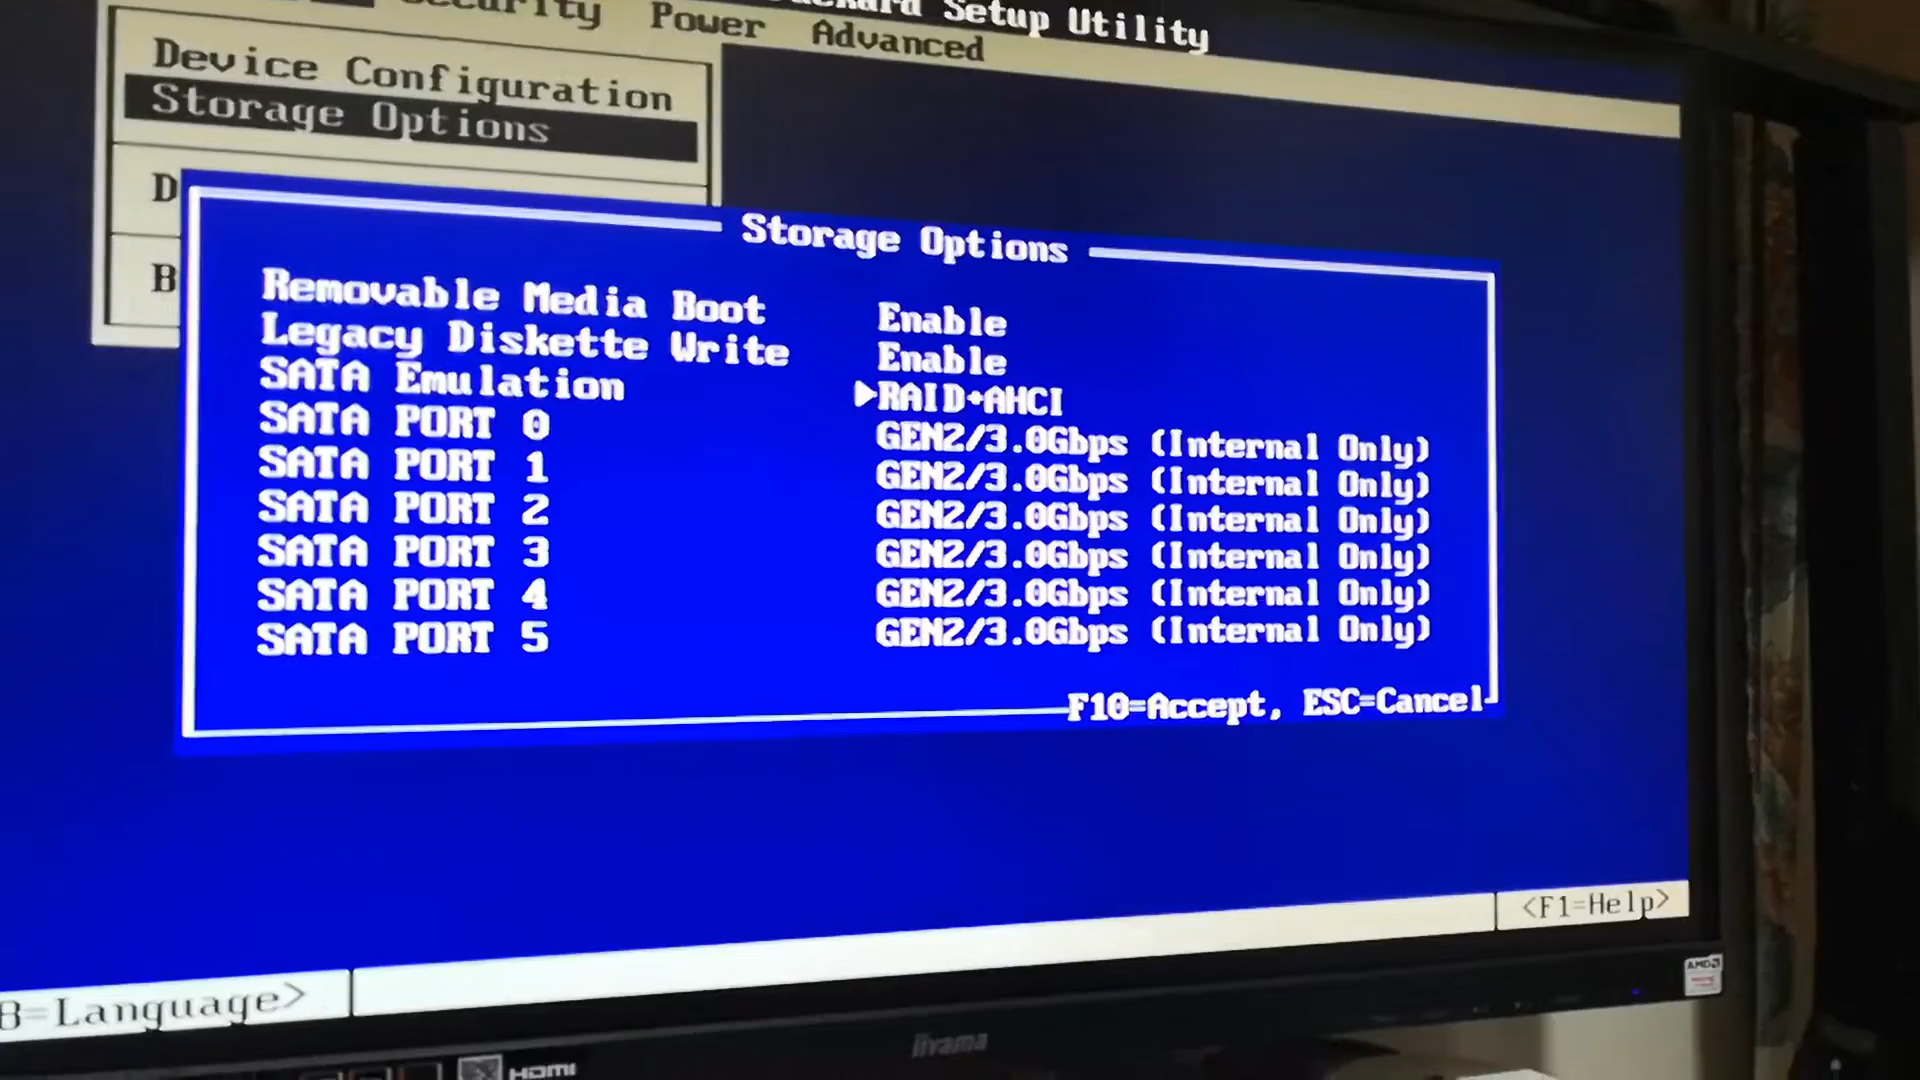 Setup Utility
Security Power Advanced
Device Configuration
Storage Options
D
B
Storage Options
Removable Media Boot Enable
Legacy Diskette Write Enable
SATA Emulation ▶RAID+AHCI
SATA PORT 0 GEN2/3.0Gbps (Internal Only)
SATA PORT 1 GEN2/3.0Gbps (Internal Only)
SATA PORT 2 GEN2/3.0Gbps (Internal Only)
SATA PORT 3 GEN2/3.0Gbps (Internal Only)
SATA PORT 4 GEN2/3.0Gbps (Internal Only)
SATA PORT 5 GEN2/3.0Gbps (Internal Only)
F10=Accept, ESC=Cancel
<F1=Help>
8=Language>
AMD
iiyama
HDMI